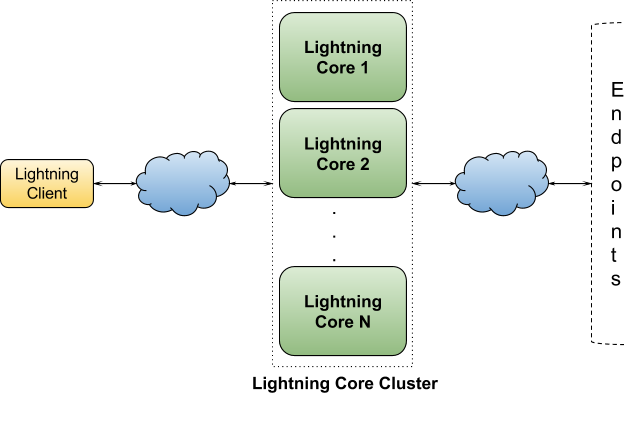 Lightning
Core 1
Lightning
Core 2
Lightning
Client
.
.
.
Lightning
Core N
Lightning Core Cluster
E
n
d
p
o
i
n
t
s